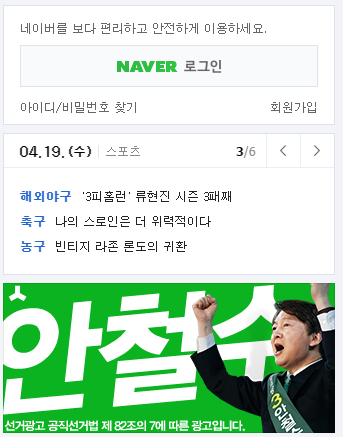 네이버를 보다 편리하고 안전하게 이용하세요.
NAVER 로그인
아이디/비밀번호 찾기 회원가입
04.19.(수) 스포츠 3/6
해외야구 '3피홈런' 류현진 시즌 3패째
축구 나의 스로인은 더 위력적이다
농구 빈티지 라존 론도의 귀환
안철수
선거광고 공직선거법 제 82조의 7에 따른 광고입니다.